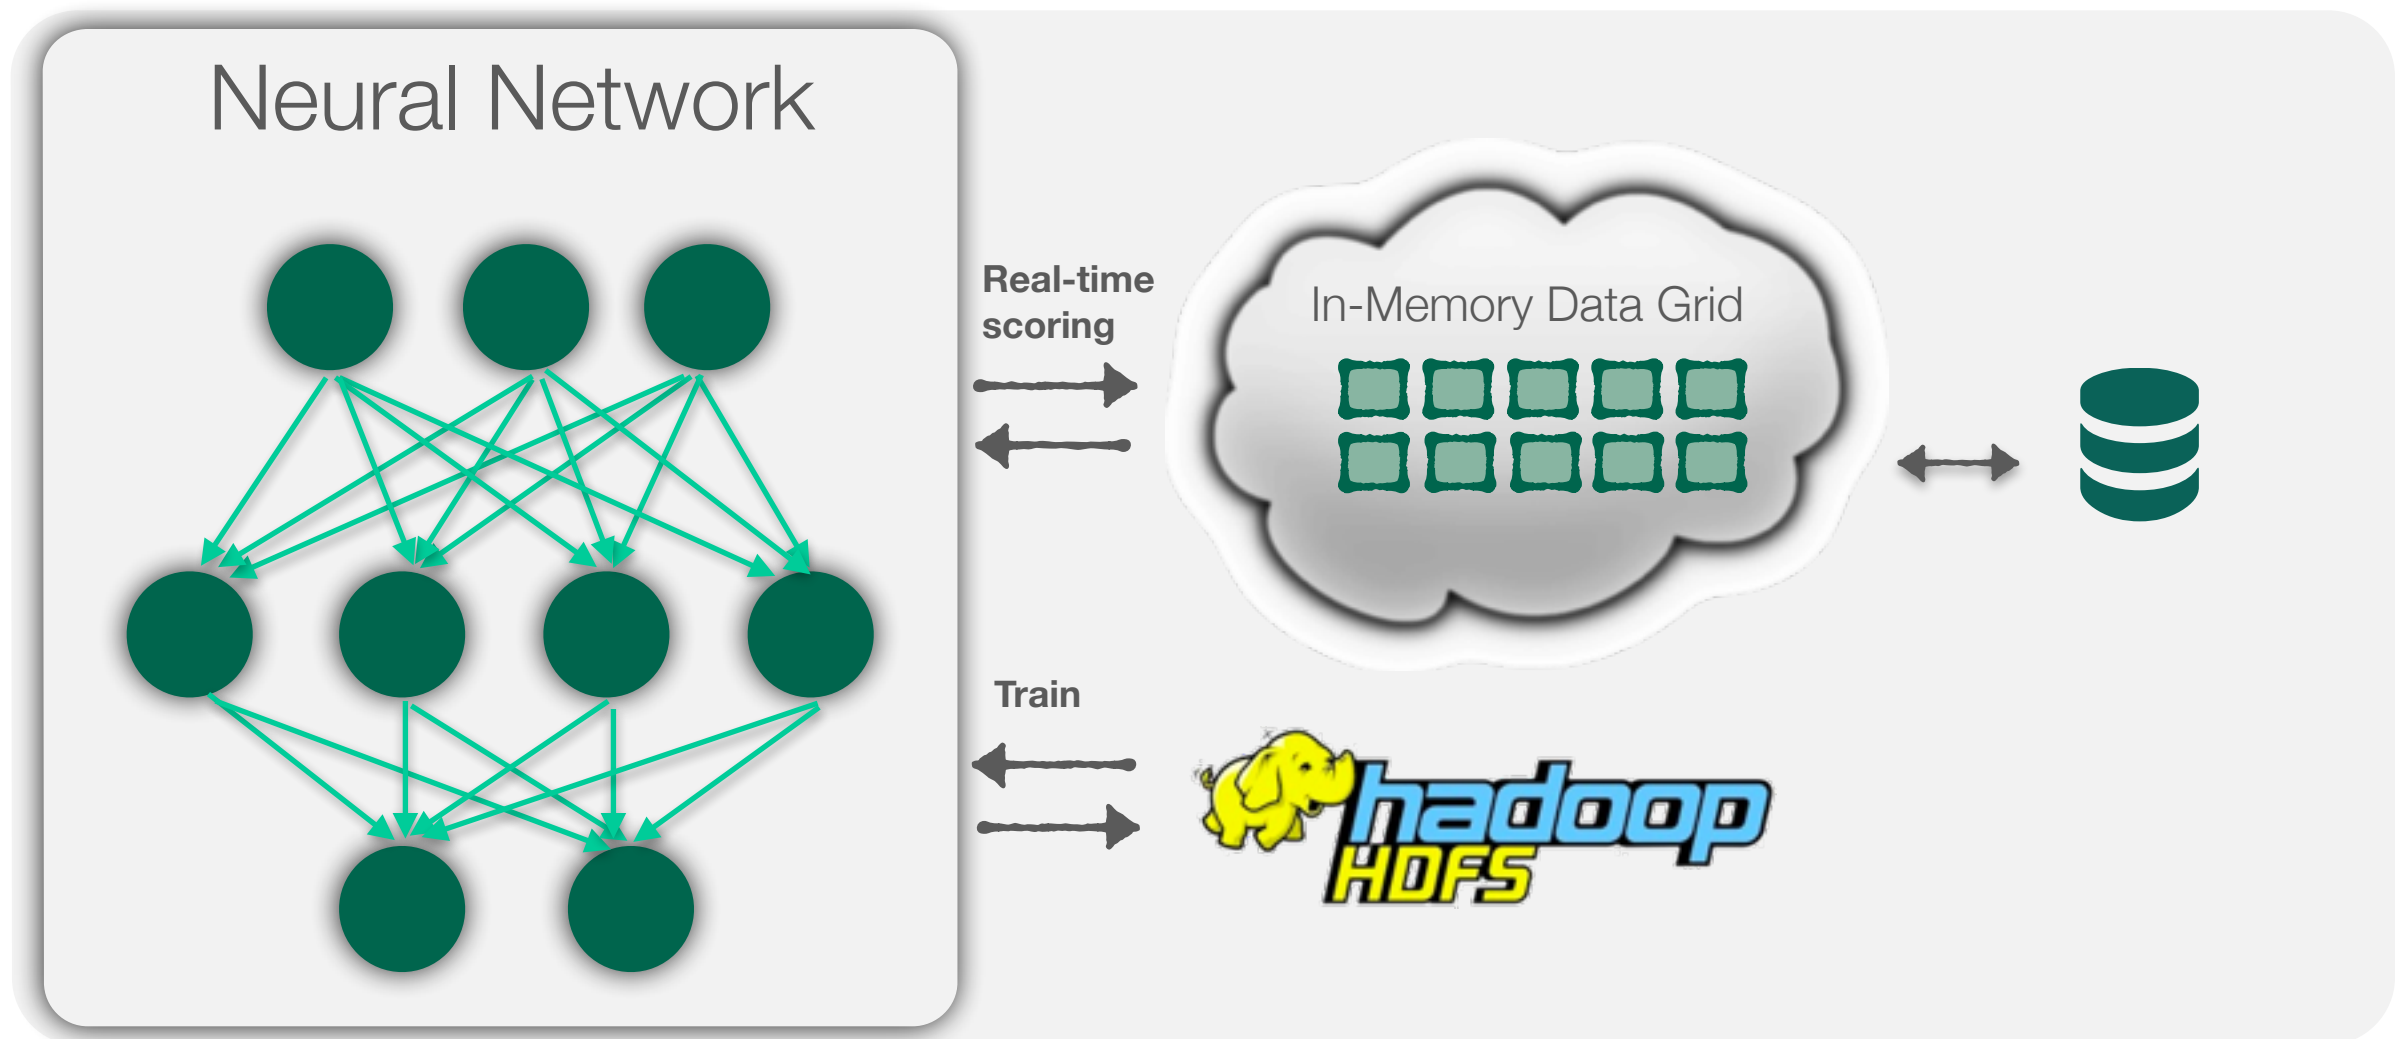 Neural Network
Real-time
scoring
In-Memory Data Grid
Train
hadoop
HDFS